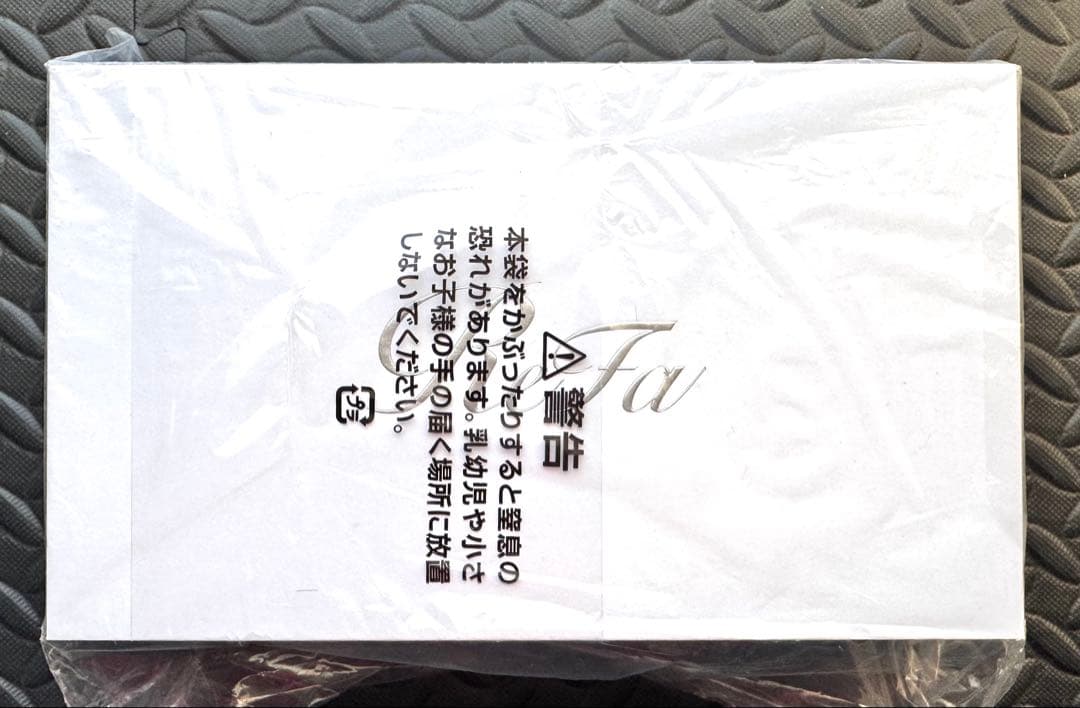 ReFa
⚠警告
本袋をかぶったりすると窒息の
恐れがあります。乳幼児や小さ
なお子様の手の届く場所に放置
しないでください。
プラ